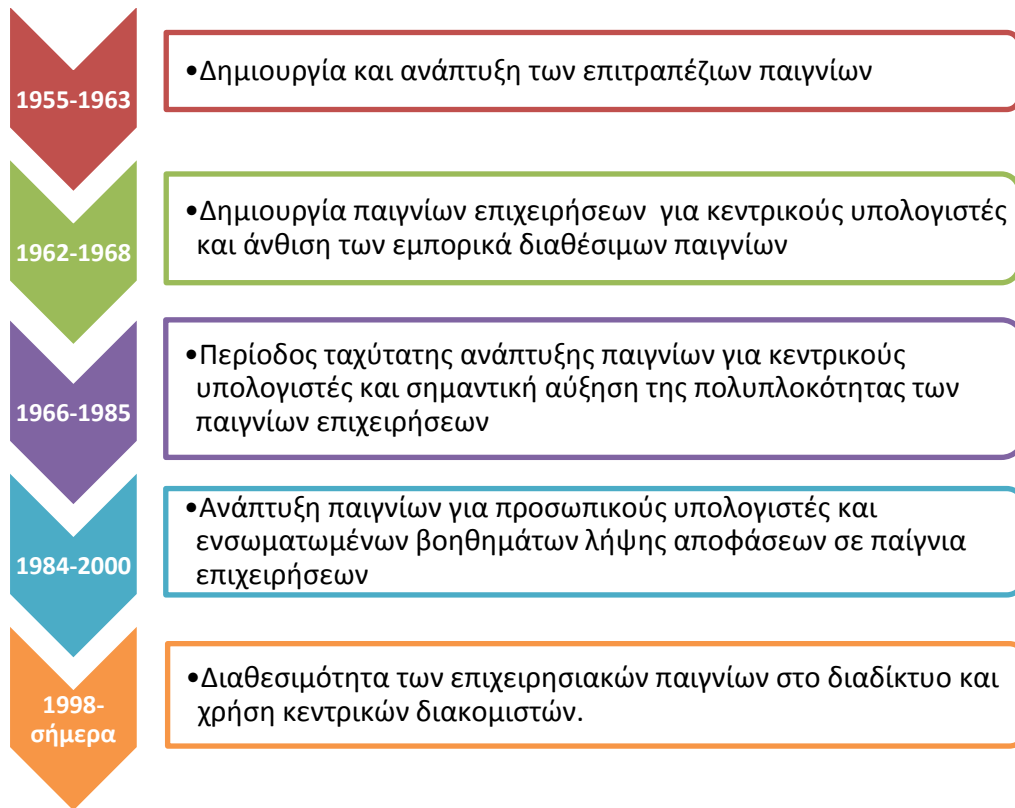 1955-1963
•Δημιουργία και ανάπτυξη των επιτραπέζιων παιγνίων
1962-1968
•Δημιουργία παιγνίων επιχειρήσεων  για κεντρικούς υπολογιστές
και άνθιση των εμπορικά διαθέσιμων παιγνίων
1966-1985
•Περίοδος ταχύτατης ανάπτυξης παιγνίων για κεντρικούς
υπολογιστές και σημαντική αύξηση της πολυπλοκότητας των
παιγνίων επιχειρήσεων
1984-2000
•Ανάπτυξη παιγνίων για προσωπικούς υπολογιστές και
ενσωματωμένων βοηθημάτων λήψης αποφάσεων σε παίγνια
επιχειρήσεων
1998-
σήμερα
•Διαθεσιμότητα των επιχειρησιακών παιγνίων στο διαδίκτυο και
χρήση κεντρικών διακομιστών.